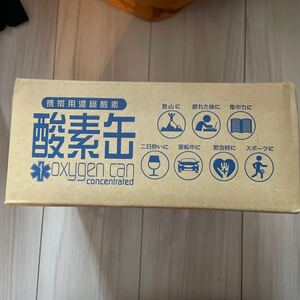 携帯用濃縮酸素
酸素缶
oxygen can
concentrated
登山に
疲れた体に
集中力に
二日酔いに
運転中に
緊急時に
スポーツに